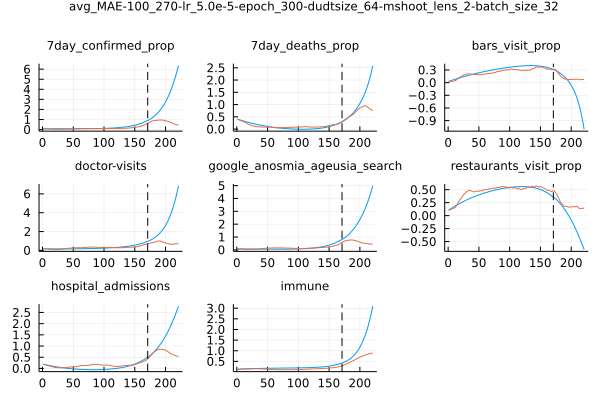 avg_MAE-100_270-lr_5.0e-5-epoch_300-dudtsize_64-mshoot_lens_2-batch_size_32
7day_confirmed_prop
6
5
4
3
2
1
0
0 50 100 150 200
7day_deaths_prop
2.5
2.0
1.5
1.0
0.5
0.0
0 50 100 150 200
bars_visit_prop
0.3
0.0
−0.3
−0.6
−0.9
0 50 100 150 200
doctor-visits
6
4
2
0
0 50 100 150 200
google_anosmia_ageusia_search
5
4
3
2
1
0
0 50 100 150 200
restaurants_visit_prop
0.50
0.25
0.00
−0.25
−0.50
0 50 100 150 200
hospital_admissions
2.5
2.0
1.5
1.0
0.5
0.0
0 50 100 150 200
immune
3.0
2.5
2.0
1.5
1.0
0.5
0 50 100 150 200